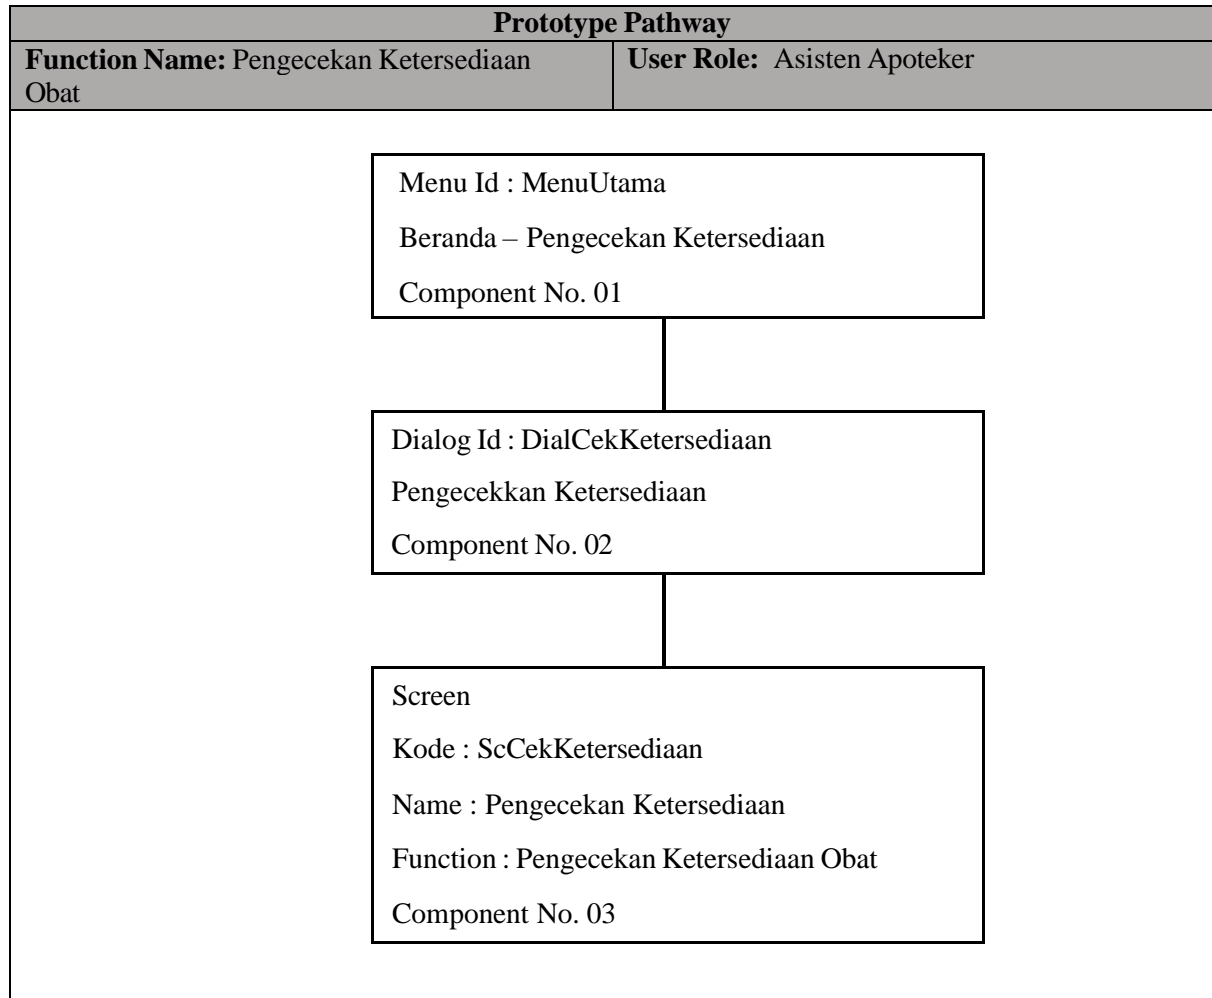 Prototype Pathway
Function Name: Pengecekan Ketersediaan
Obat
User Role: Asisten Apoteker
Menu Id : MenuUtama
Beranda – Pengecekan Ketersediaan
Component No. 01
Dialog Id : DialCekKetersediaan
Pengecekkan Ketersediaan
Component No. 02
Screen
Kode : ScCekKetersediaan
Name : Pengecekan Ketersediaan
Function : Pengecekan Ketersediaan Obat
Component No. 03